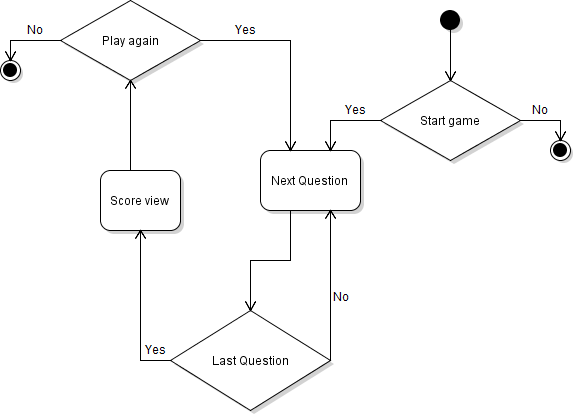 No
Yes
Play again
Yes
No
Start game
Next Question
Score view
No
Yes
Last Question